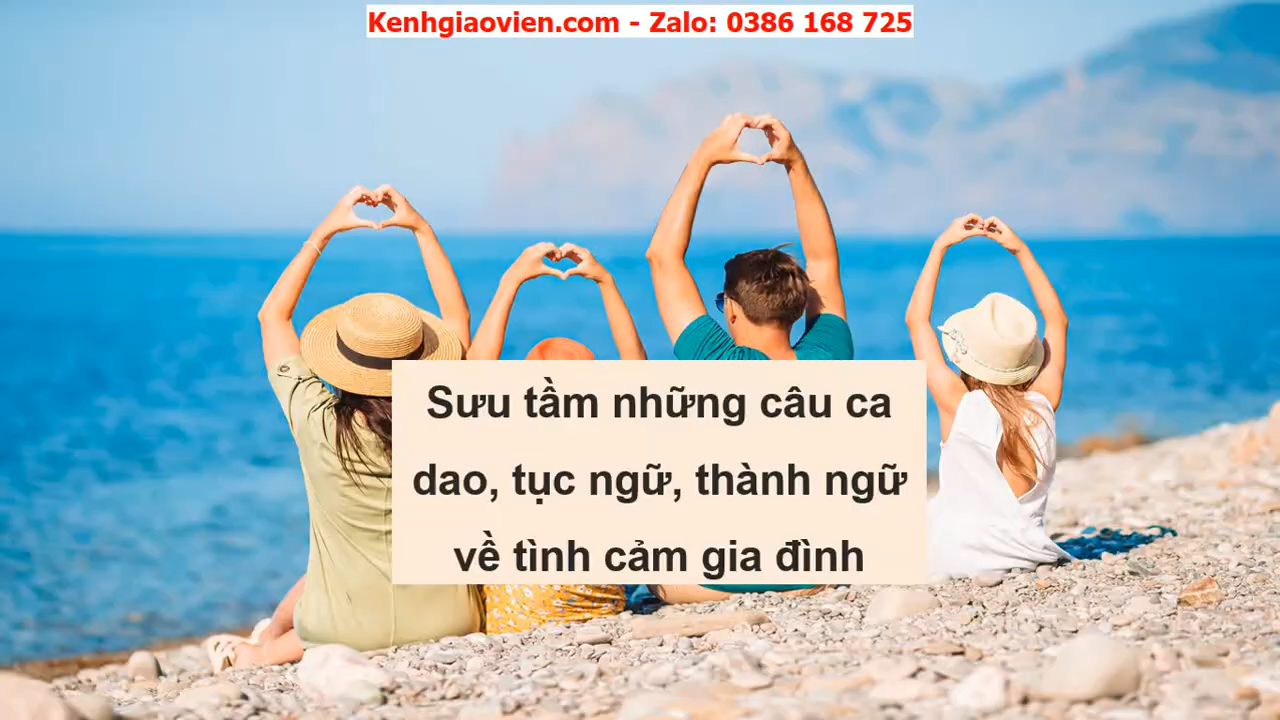 Kenhgiaovien.com - Zalo: 0386 168 725
Sưu tầm những câu ca
dao, tục ngữ, thành ngữ
về tình cảm gia đình